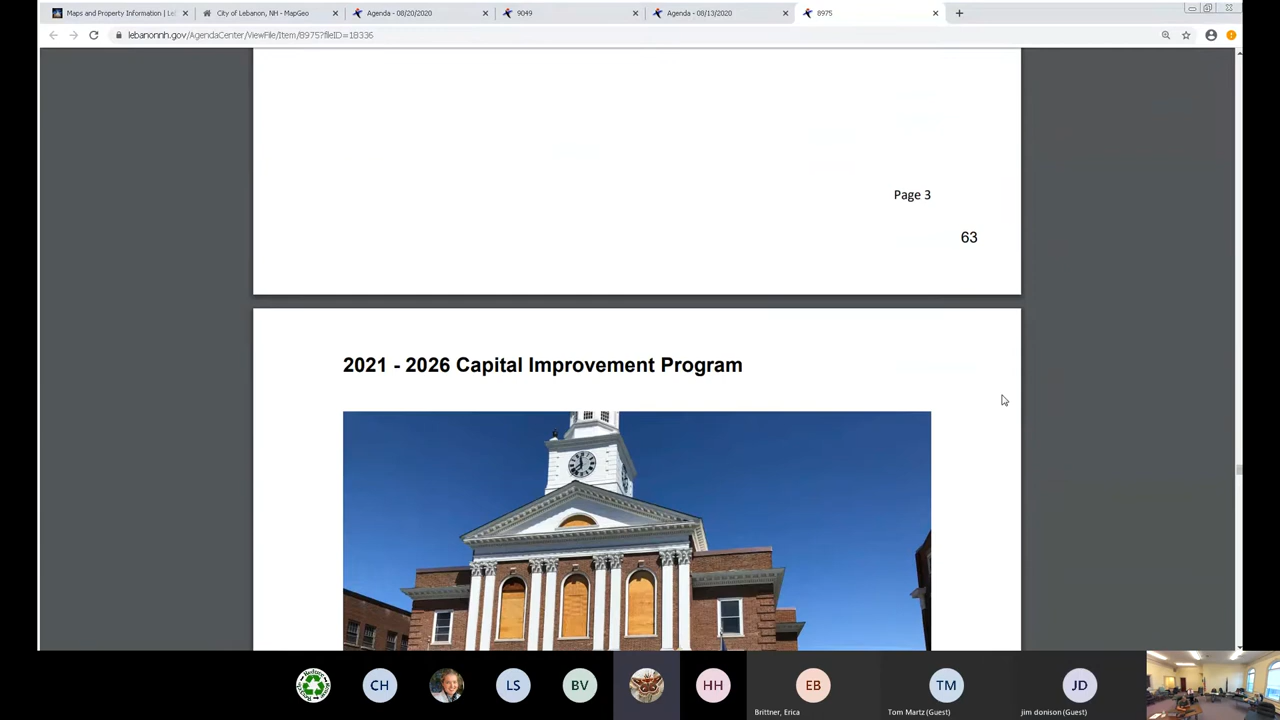 Maps and Property Information | Le
City of Lebanon, NH - MapGeo
Agenda - 08/20/2020
9049
Agenda - 08/13/2020
8975
lebanonnh.gov/AgendaCenter/ViewFile/Item/8975?fileID=18336
Page 3
63
2021 - 2026 Capital Improvement Program
CH
LS
BV
HH
EB
TM
JD
Brittner, Erica
Tom Martz (Guest)
jim donison (Guest)